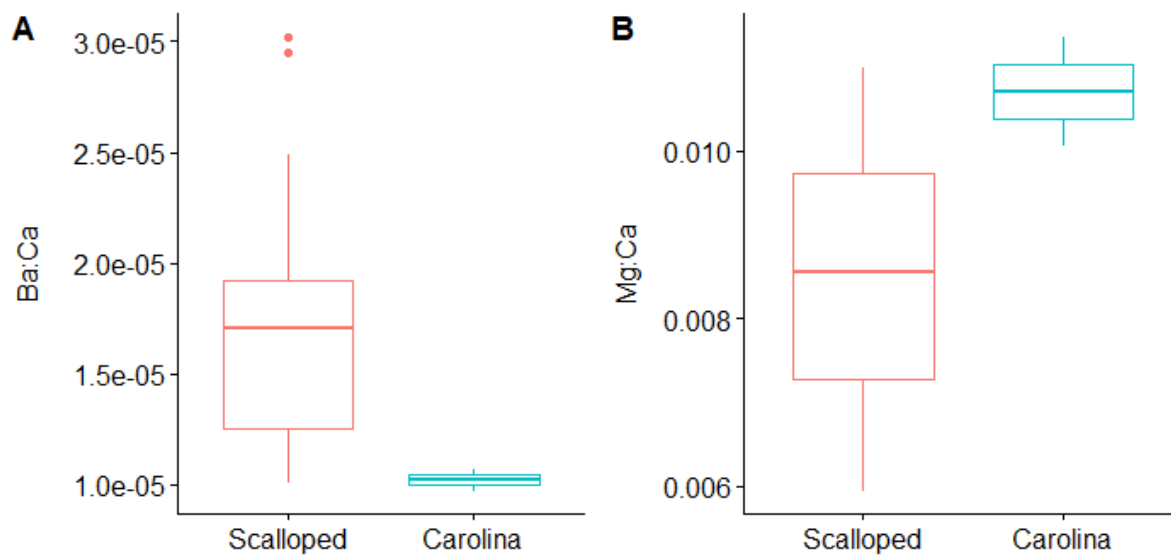 A
Ba:Ca
3.0e-05
2.5e-05
2.0e-05
1.5e-05
1.0e-05
Scalloped Carolina
B
Mg:Ca
0.010
0.008
0.006
Scalloped Carolina